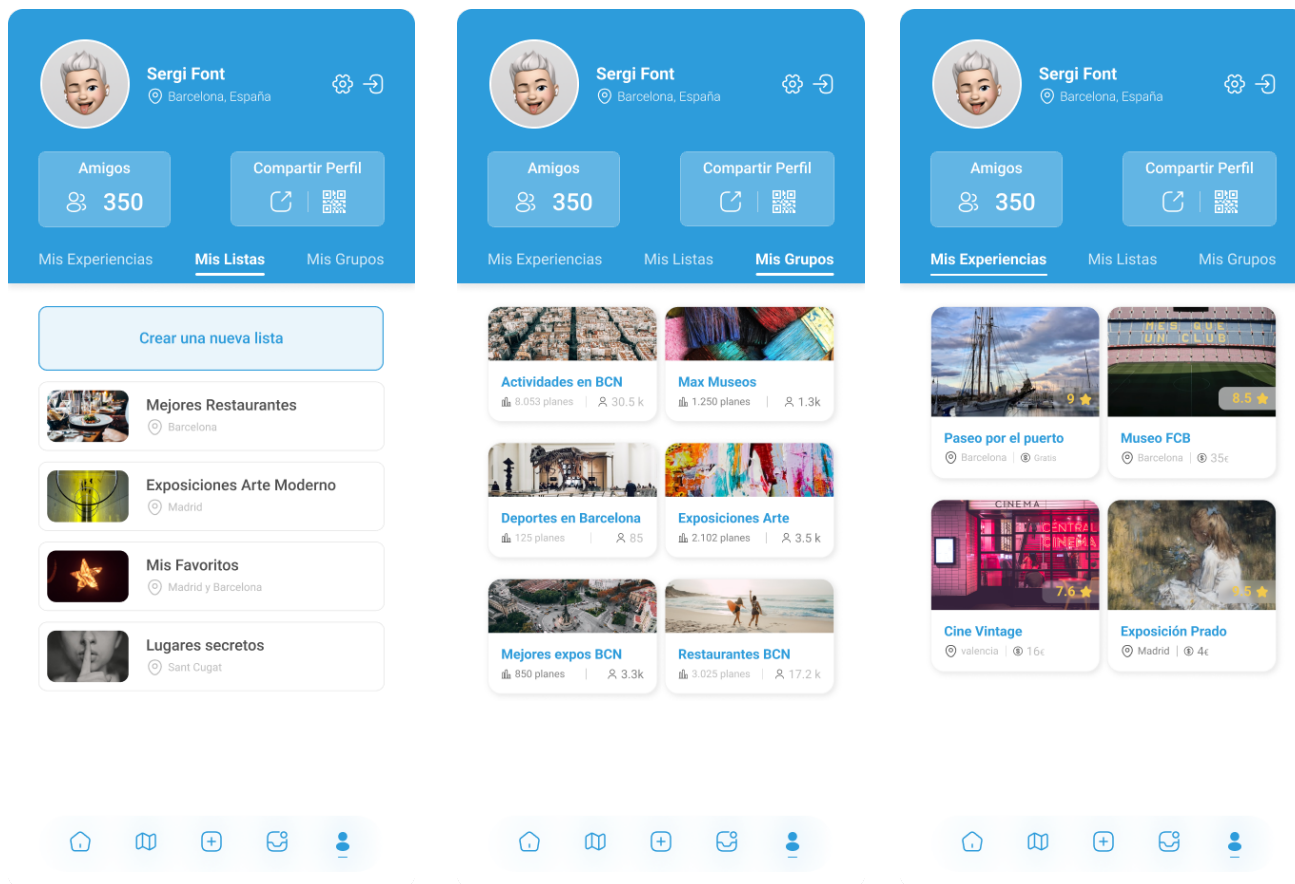 Sergi Font
Barcelona, España
Amigos
350
Compartir Perfil
Mis Experiencias
Mis Listas
Mis Grupos
Crear una nueva lista
Mejores Restaurantes
Barcelona
Exposiciones Arte Moderno
Madrid
Mis Favoritos
Madrid y Barcelona
Lugares secretos
Sant Cugat
Sergi Font
Barcelona, España
Amigos
350
Compartir Perfil
Mis Experiencias
Mis Listas
Mis Grupos
Actividades en BCN
8.053 planes | 30.5 k
Max Museos
1.250 planes | 1.3k
Deportes en Barcelona
125 planes | 85
Exposiciones Arte
2.102 planes | 3.5 k
Mejores expos BCN
850 planes | 3.3k
Restaurantes BCN
3.025 planes | 17.2 k
Sergi Font
Barcelona, España
Amigos
350
Compartir Perfil
Mis Experiencias
Mis Listas
Mis Grupos
9
Paseo por el puerto
Barcelona | Gratis
MES QUE
UN CLUB
8.5
Museo FCB
Barcelona | 35€
CINEMA
CENTRAL
CINEMA
7.6
Cine Vintage
valencia | 16€
9.5
Exposición Prado
Madrid | 4€